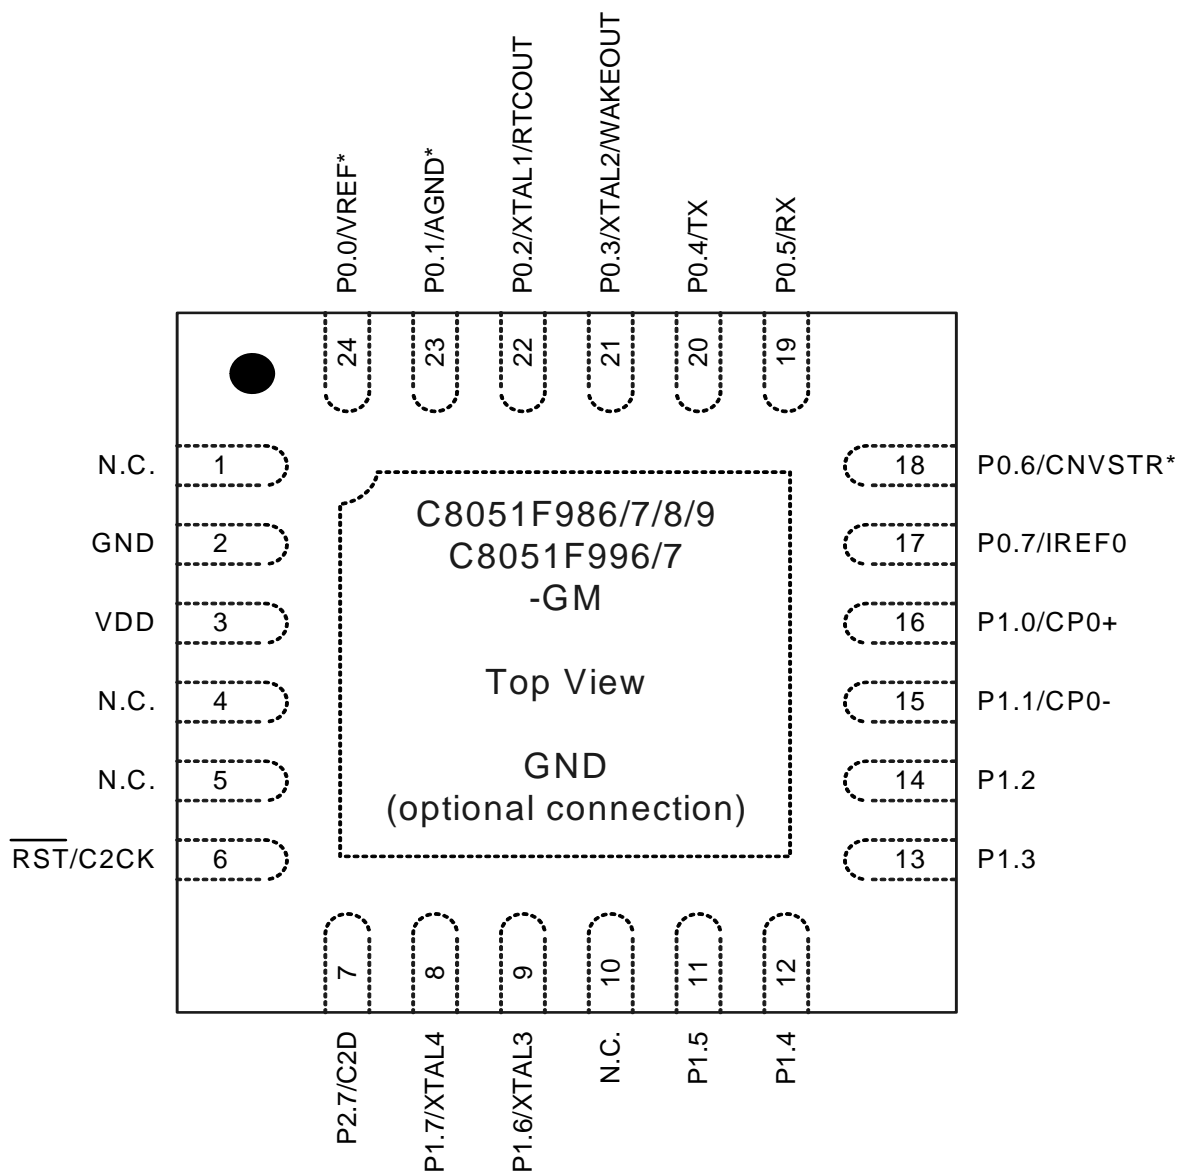 P0.0/VREF*
P0.1/AGND*
P0.2/XTAL1/RTCOUT
P0.3/XTAL2/WAKEOUT
P0.4/TX
P0.5/RX
24
23
22
21
20
19
N.C.
1
GND
2
VDD
3
N.C.
4
N.C.
5
RST/C2CK
6
C8051F986/7/8/9
C8051F996/7
-GM
Top View
GND
(optional connection)
18
P0.6/CNVSTR*
17
P0.7/IREF0
16
P1.0/CP0+
15
P1.1/CP0-
14
P1.2
13
P1.3
7
8
9
10
11
12
P2.7/C2D
P1.7/XTAL4
P1.6/XTAL3
N.C.
P1.5
P1.4